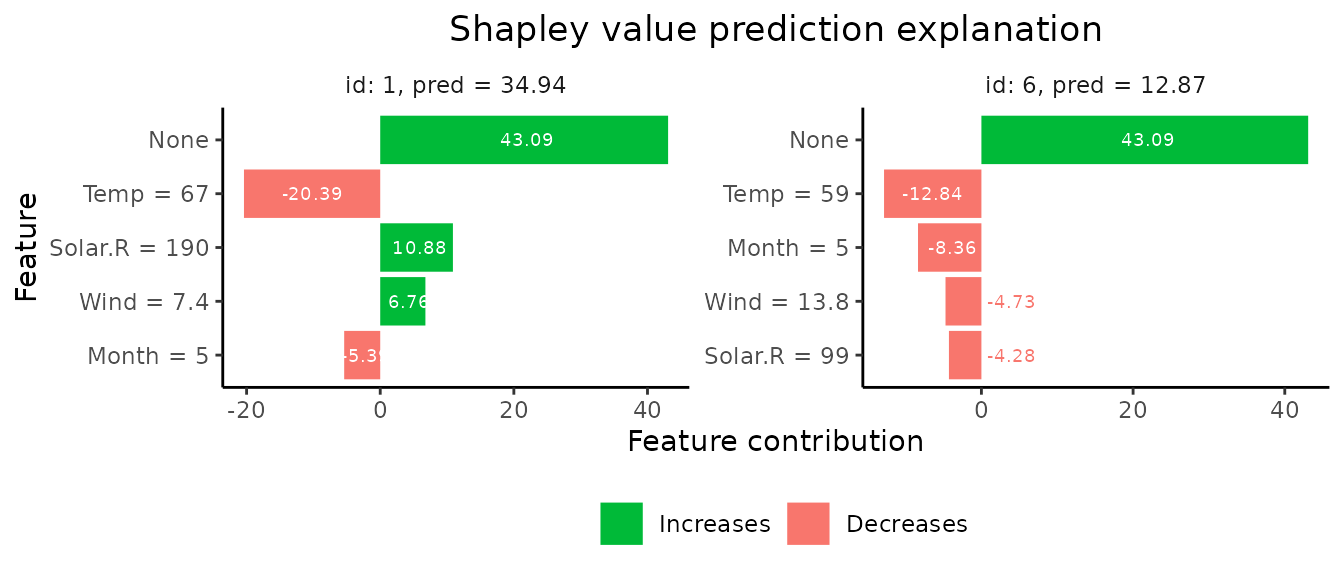 Shapley value prediction explanation
id: 1, pred = 34.94
None
43.09
Temp = 67
-20.39
Solar.R = 190
10.88
Wind = 7.4
6.76
Month = 5
-5.39
-20 0 20 40
id: 6, pred = 12.87
None
43.09
Temp = 59
-12.84
Month = 5
-8.36
Wind = 13.8
-4.73
Solar.R = 99
-4.28
0 20 40
Feature
Feature contribution
Increases Decreases